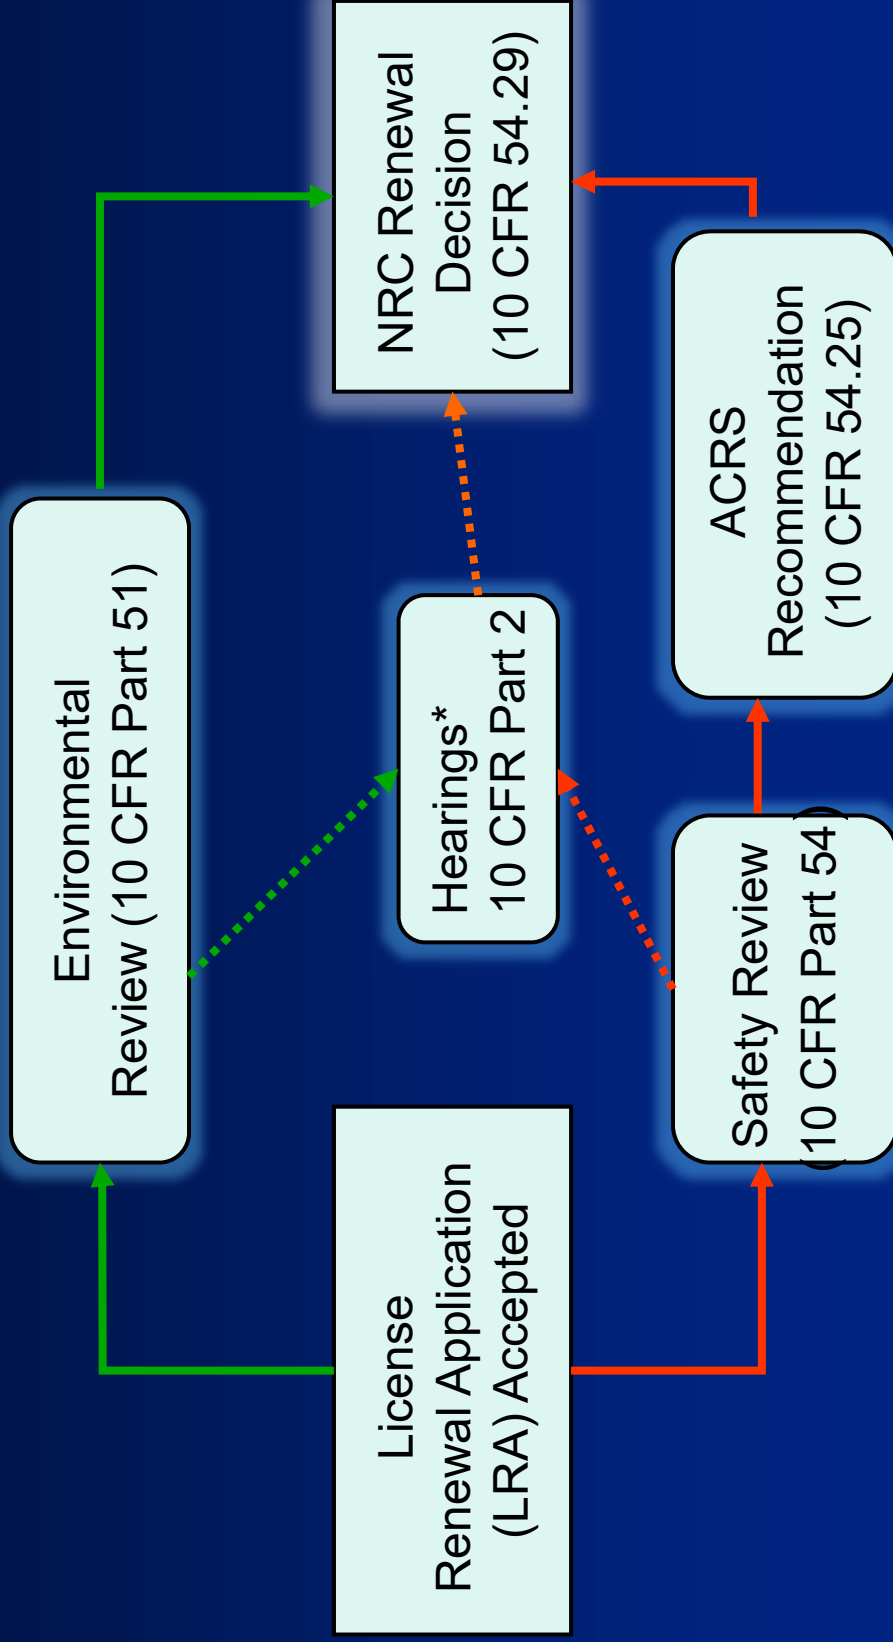 Environmental
Review (10 CFR Part 51)
License
Renewal Application
(LRA) Accepted
Hearings*
10 CFR Part 2
NRC Renewal
Decision
(10 CFR 54.29)
Safety Review
(10 CFR Part 54)
ACRS
Recommendation
(10 CFR 54.25)